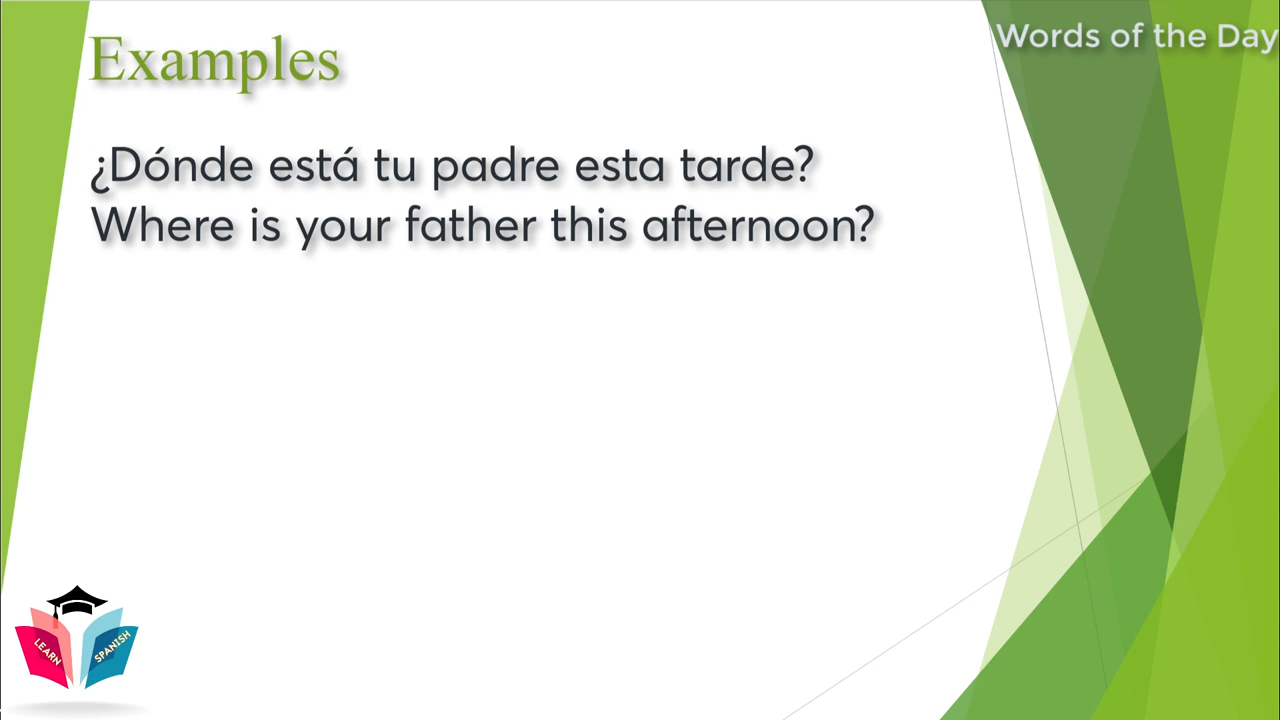 Words of the Day
Examples
¿Dónde está tu padre esta tarde?
Where is your father this afternoon?
LEARN
SPANISH